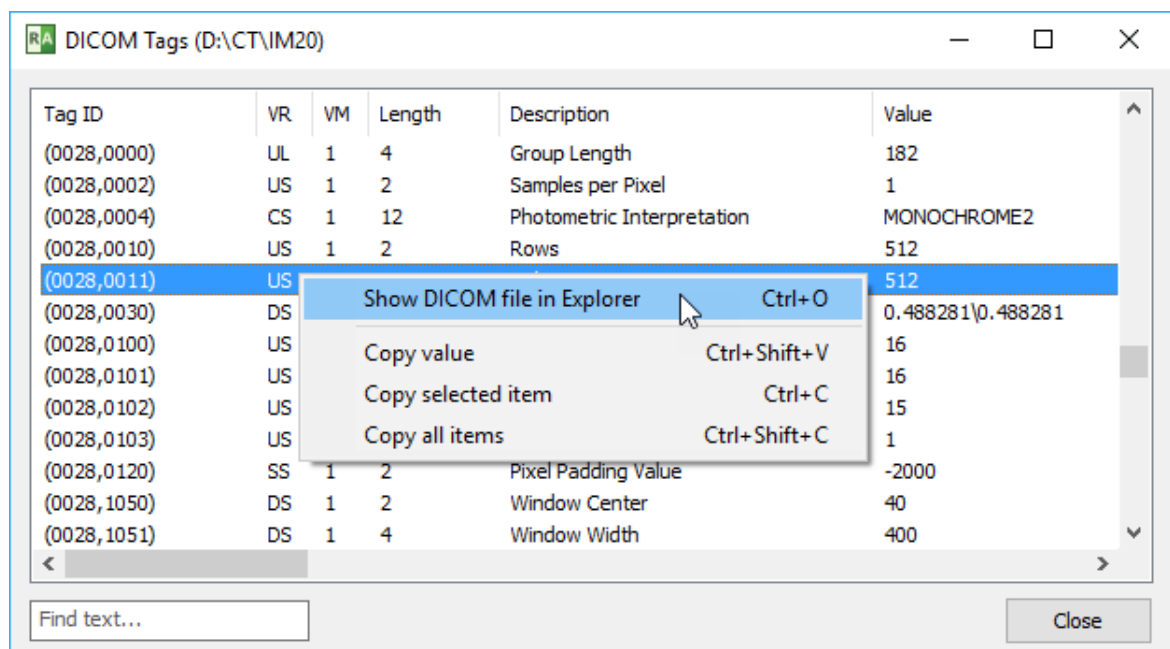 RA DICOM Tags (D:\CT\IM20)
Tag ID VR VM Length Description Value
(0028,0000) UL 1 4 Group Length 182
(0028,0002) US 1 2 Samples per Pixel 1
(0028,0004) CS 1 12 Photometric Interpretation MONOCHROME2
(0028,0010) US 1 2 Rows 512
(0028,0011) US 512
Show DICOM file in Explorer Ctrl+O
(0028,0030) DS 0.488281\0.488281
(0028,0100) US 16
Copy value Ctrl+Shift+V
(0028,0101) US 16
Copy selected item Ctrl+C
(0028,0102) US 15
Copy all items Ctrl+Shift+C
(0028,0103) US 1
(0028,0120) SS 1 2 Pixel Padding Value -2000
(0028,1050) DS 1 2 Window Center 40
(0028,1051) DS 1 4 Window Width 400
Find text...
Close